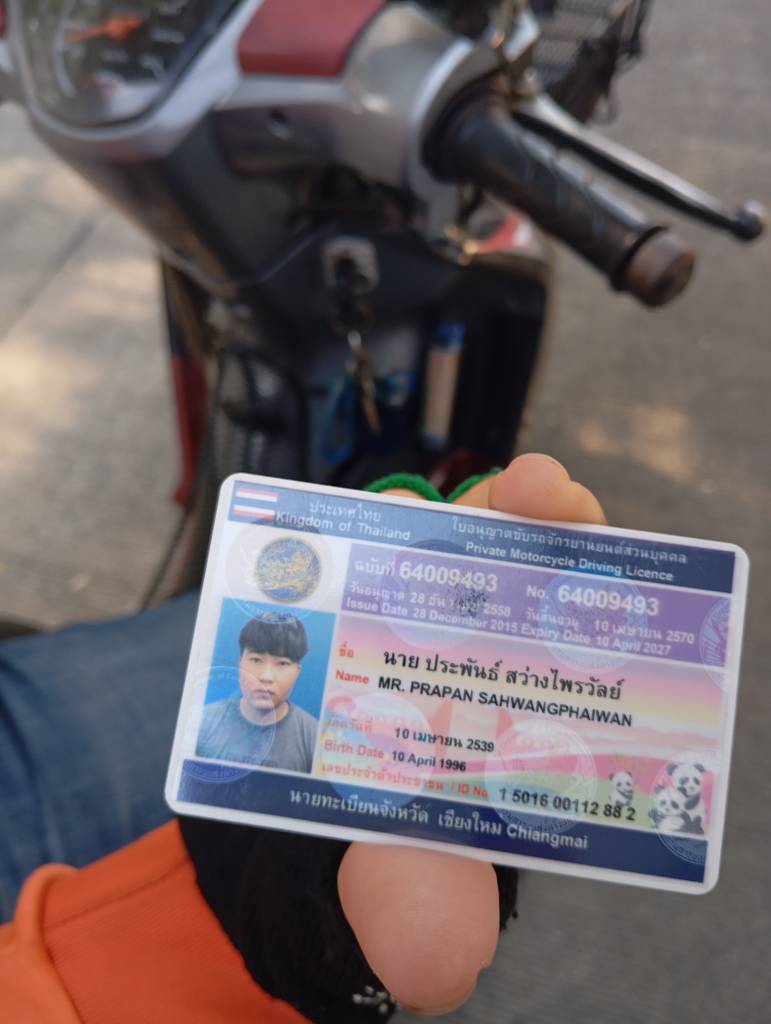 ประเทศไทย
Kingdom of Thailand
ใบอนุญาตขับรถจักรยานยนต์ส่วนบุคคล
Private Motorcycle Driving Licence
ฉบับที่ 64009493 No. 64009493
วันอนุญาต 28 ธันวาคม 2558 วันสิ้นอายุ 10 เมษายน 2570
Issue Date 28 December 2015 Expiry Date 10 April 2027
ชื่อ นาย ประพันธ์ สว่างไพรวัลย์
Name MR. PRAPAN SAHWANGPHAIWAN
เกิดวันที่ 10 เมษายน 2539
Birth Date 10 April 1996
เลขประจำตัวประชาชน / ID No. 1 5016 00112 88 2
นายทะเบียนจังหวัด เชียงใหม่ Chiangmai